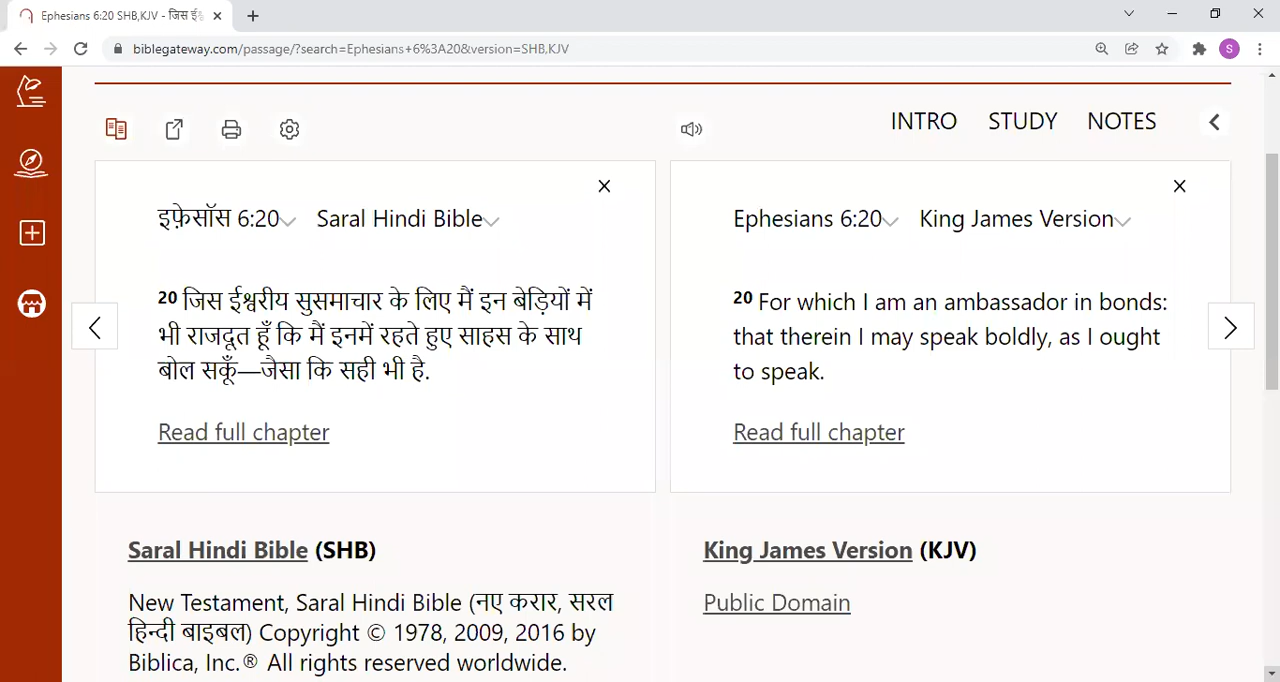 Ephesians 6:20 SHB,KJV - जिस ई
biblegateway.com/passage/?search=Ephesians+6%3A20&version=SHB,KJV
S
INTRO STUDY NOTES
इफ़ेसॉस 6:20 Saral Hindi Bible
20 जिस ईश्वरीय सुसमाचार के लिए मैं इन बेड़ियों में
भी राजदूत हूँ कि मैं इनमें रहते हुए साहस के साथ
बोल सकूँ—जैसा कि सही भी है.
Read full chapter
Ephesians 6:20 King James Version
20 For which I am an ambassador in bonds:
that therein I may speak boldly, as I ought
to speak.
Read full chapter
Saral Hindi Bible (SHB)
New Testament, Saral Hindi Bible (नए करार, सरल
हिन्दी बाइबल) Copyright © 1978, 2009, 2016 by
Biblica, Inc.® All rights reserved worldwide.
King James Version (KJV)
Public Domain